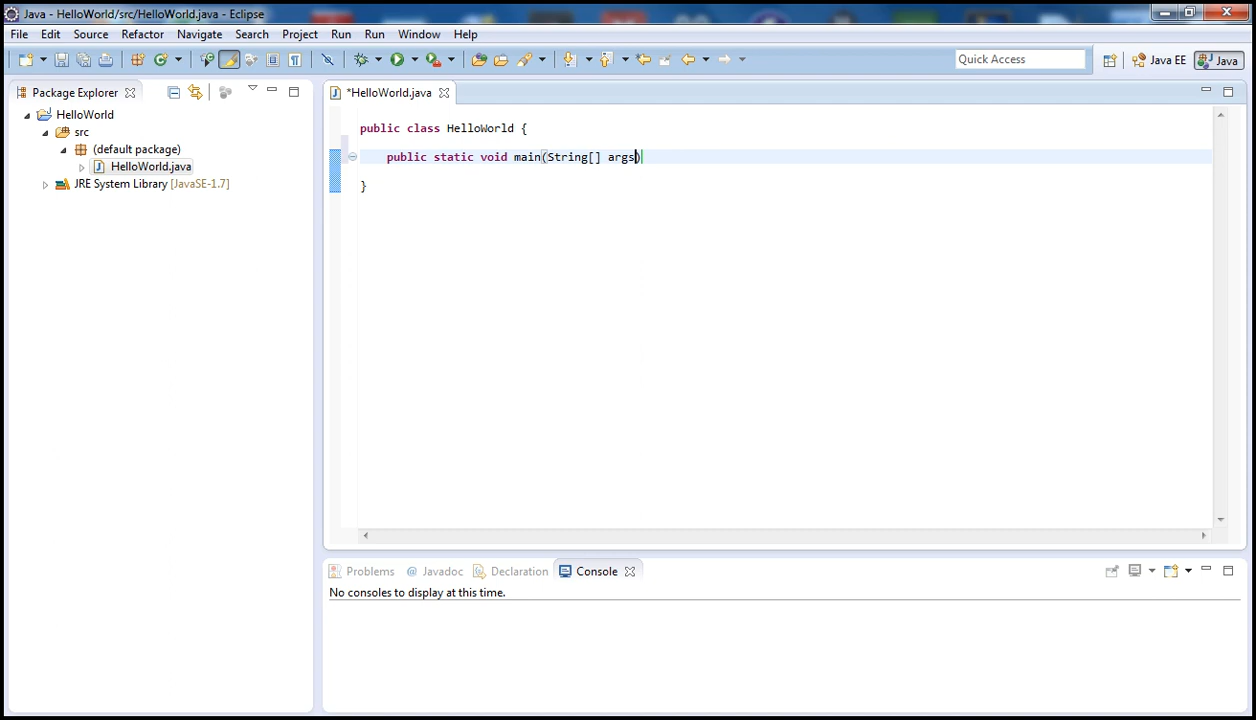 Java - HelloWorld/src/HelloWorld.java - Eclipse
File Edit Source Refactor Navigate Search Project Run Run Window Help
Quick Access Java EE Java
Package Explorer
HelloWorld
src
(default package)
HelloWorld.java
JRE System Library [JavaSE-1.7]
*HelloWorld.java
public class HelloWorld {
public static void main(String[] args)
}
Problems @ Javadoc Declaration Console
No consoles to display at this time.